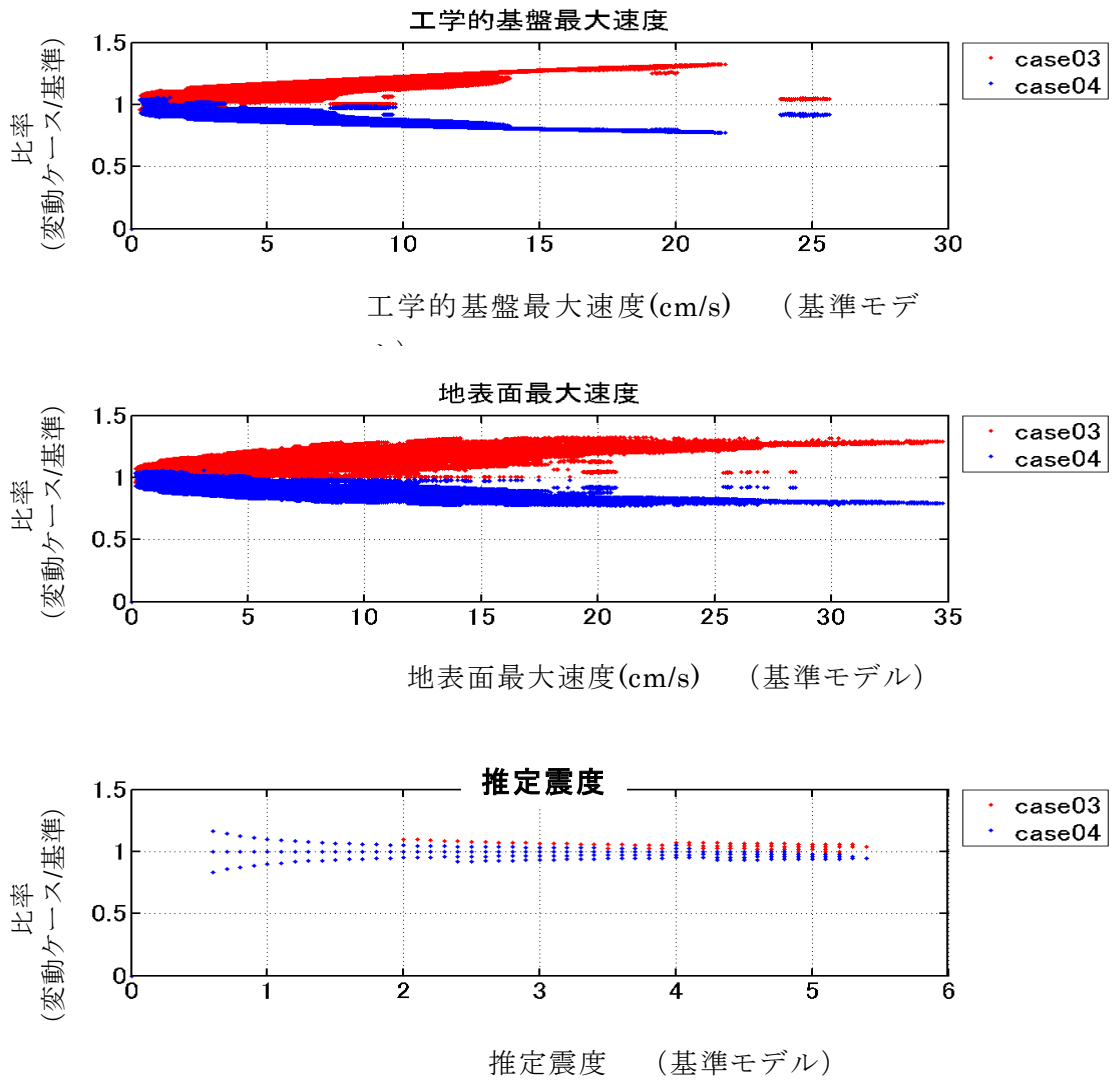 工学的基盤最大速度
1.5
1
0.5
0
比率
(変動ケース/基準)
0 5 10 15 20 25 30
case03
case04
工学的基盤最大速度(cm/s) (基準モデ
地表面最大速度
1.5
1
0.5
0
比率
(変動ケース/基準)
0 5 10 15 20 25 30 35
case03
case04
地表面最大速度(cm/s) (基準モデル)
推定震度
1.5
1
0.5
0
比率
(変動ケース/基準)
0 1 2 3 4 5 6
case03
case04
推定震度 (基準モデル)